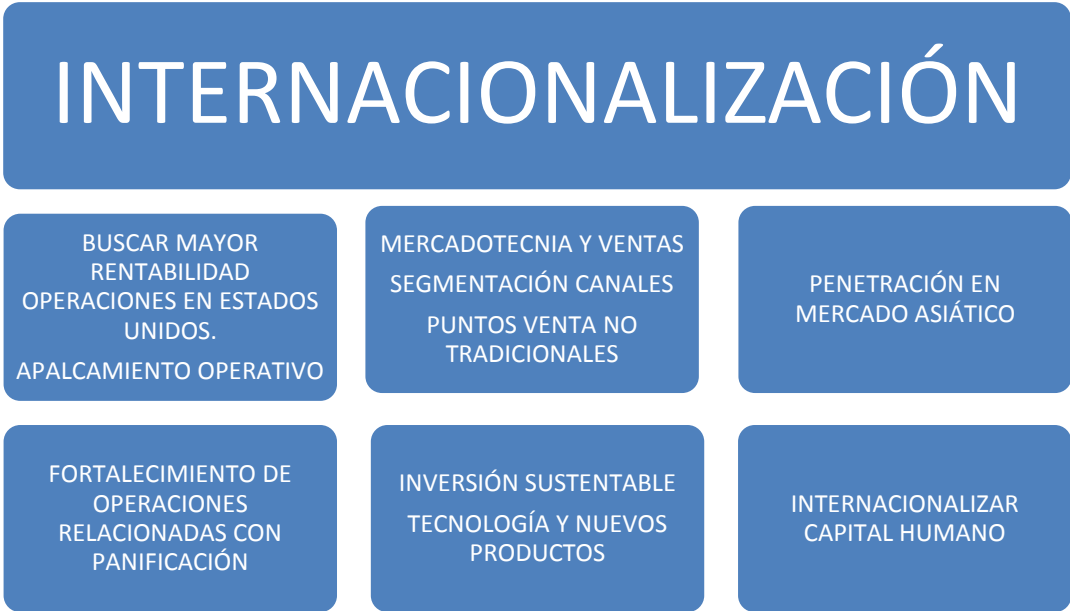 INTERNACIONALIZACIÓN
BUSCAR MAYOR
RENTABILIDAD
OPERACIONES EN ESTADOS
UNIDOS.
APALCAMIENTO OPERATIVO
MERCADOTECNIA Y VENTAS
SEGMENTACIÓN CANALES
PUNTOS VENTA NO
TRADICIONALES
PENETRACIÓN EN
MERCADO ASIÁTICO
FORTALECIMIENTO DE
OPERACIONES
RELACIONADAS CON
PANIFICACIÓN
INVERSIÓN SUSTENTABLE
TECNOLOGÍA Y NUEVOS
PRODUCTOS
INTERNACIONALIZAR
CAPITAL HUMANO